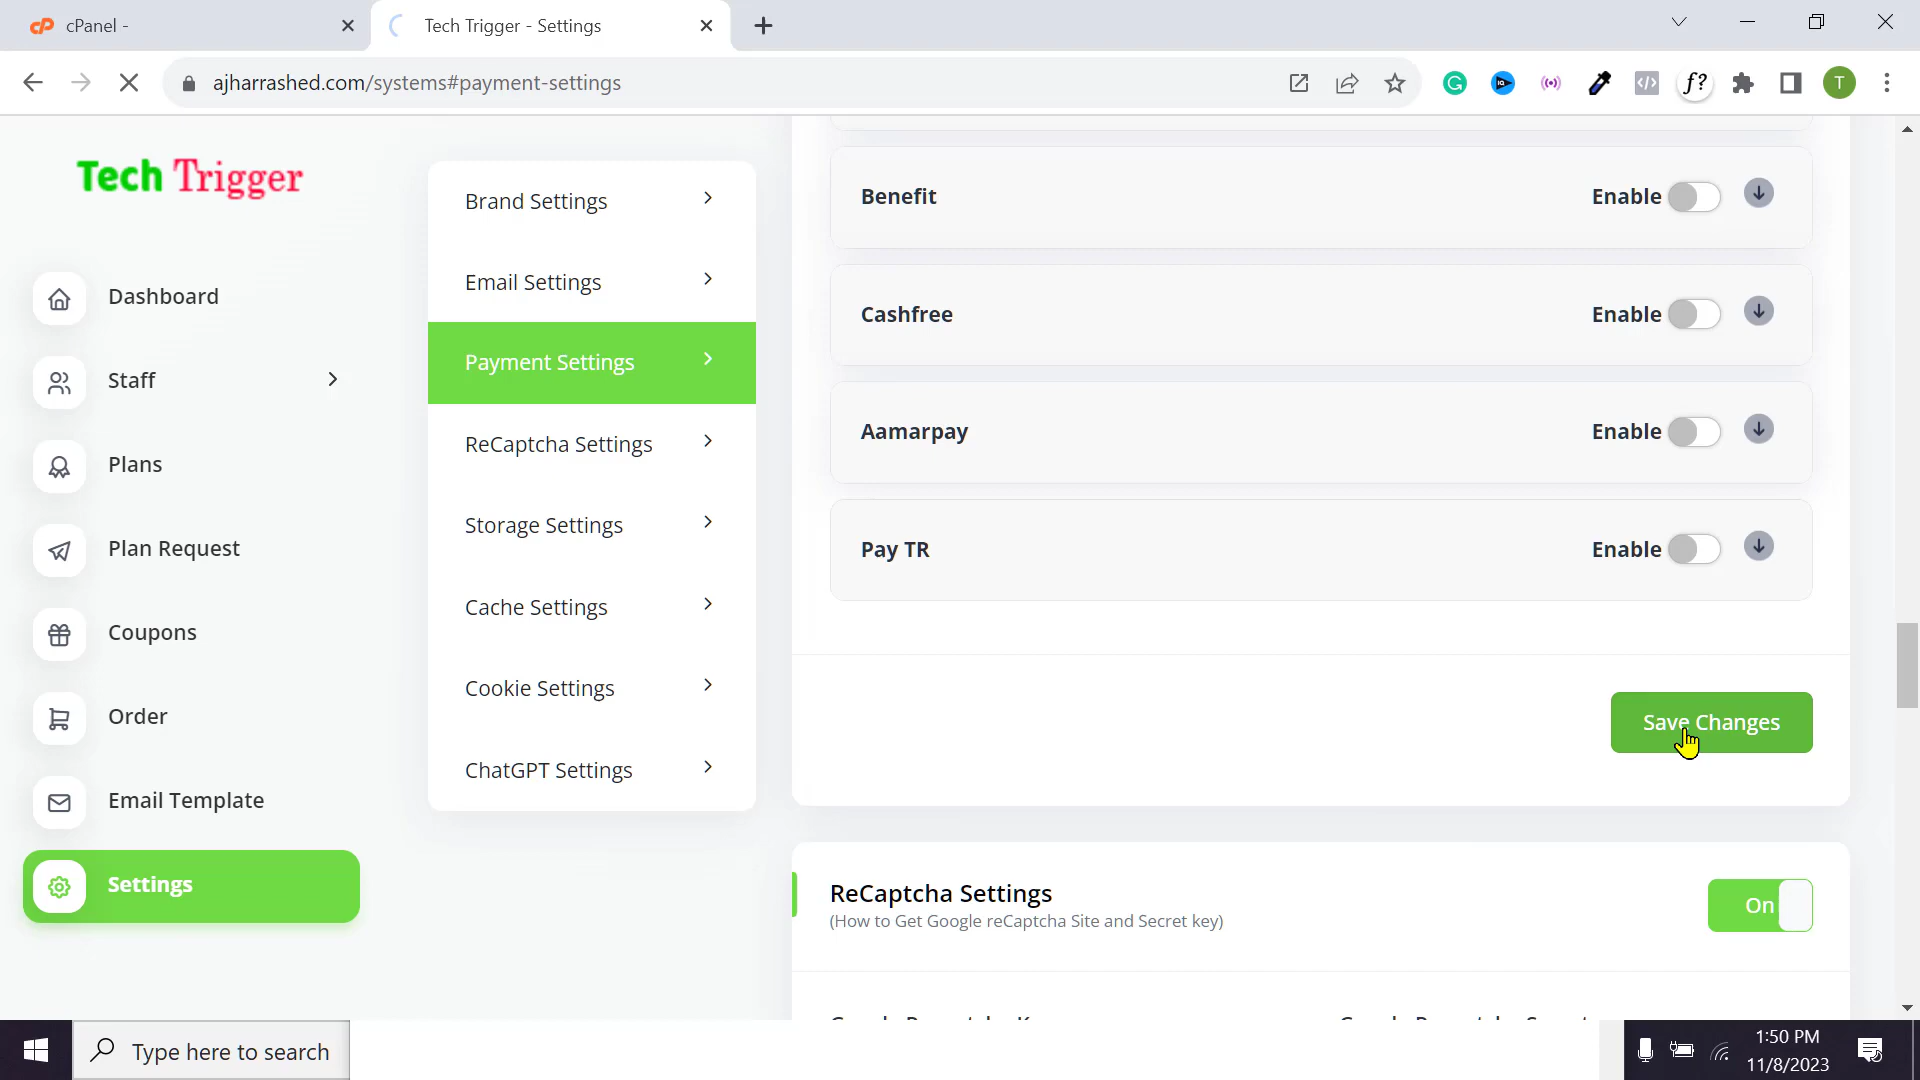 cPanel -
Tech Trigger - Settings
ajharrashed.com/systems#payment-settings
T
Tech Trigger
Dashboard
Staff
Plans
Plan Request
Coupons
Order
Email Template
Settings
Brand Settings
Email Settings
Payment Settings
ReCaptcha Settings
Storage Settings
Cache Settings
Cookie Settings
ChatGPT Settings
Benefit
Enable
Cashfree
Enable
Aamarpay
Enable
Pay TR
Enable
Save Changes
ReCaptcha Settings
(How to Get Google reCaptcha Site and Secret key)
On
Type here to search
1:50 PM
11/8/2023